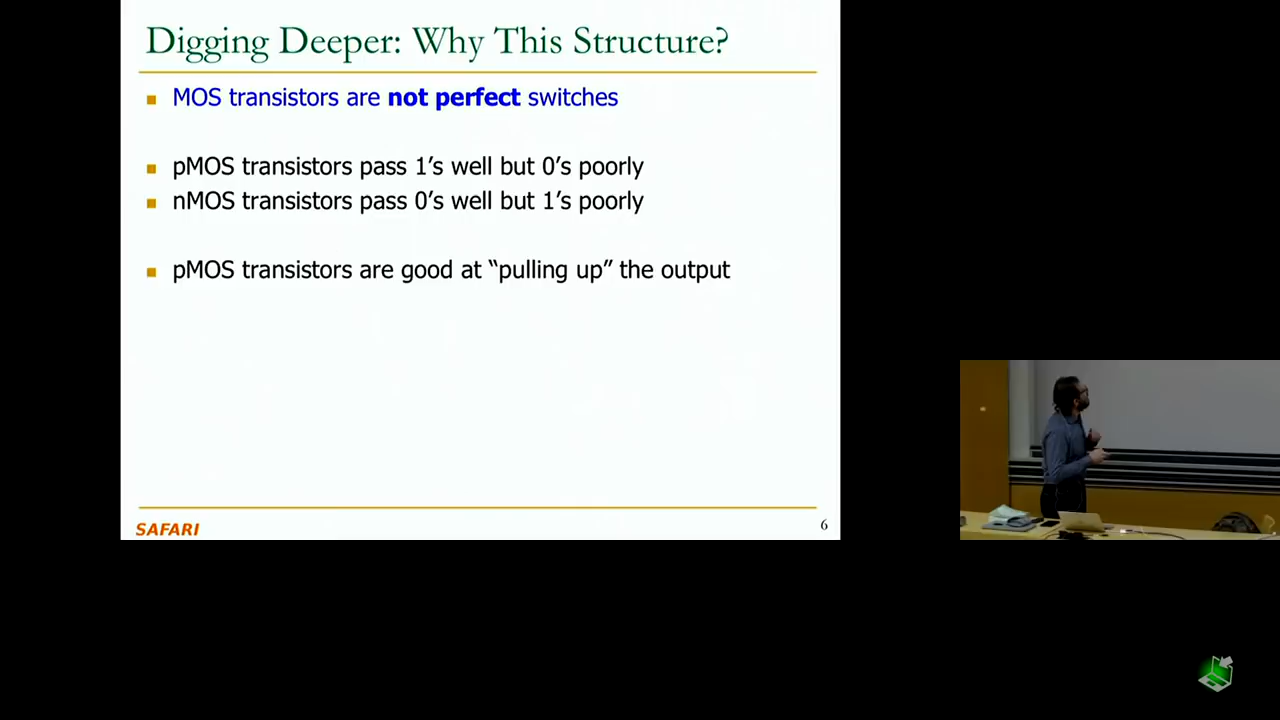 Digging Deeper: Why This Structure?
MOS transistors are not perfect switches
pMOS transistors pass 1’s well but 0’s poorly
nMOS transistors pass 0’s well but 1’s poorly
pMOS transistors are good at “pulling up” the output
SAFARI
6